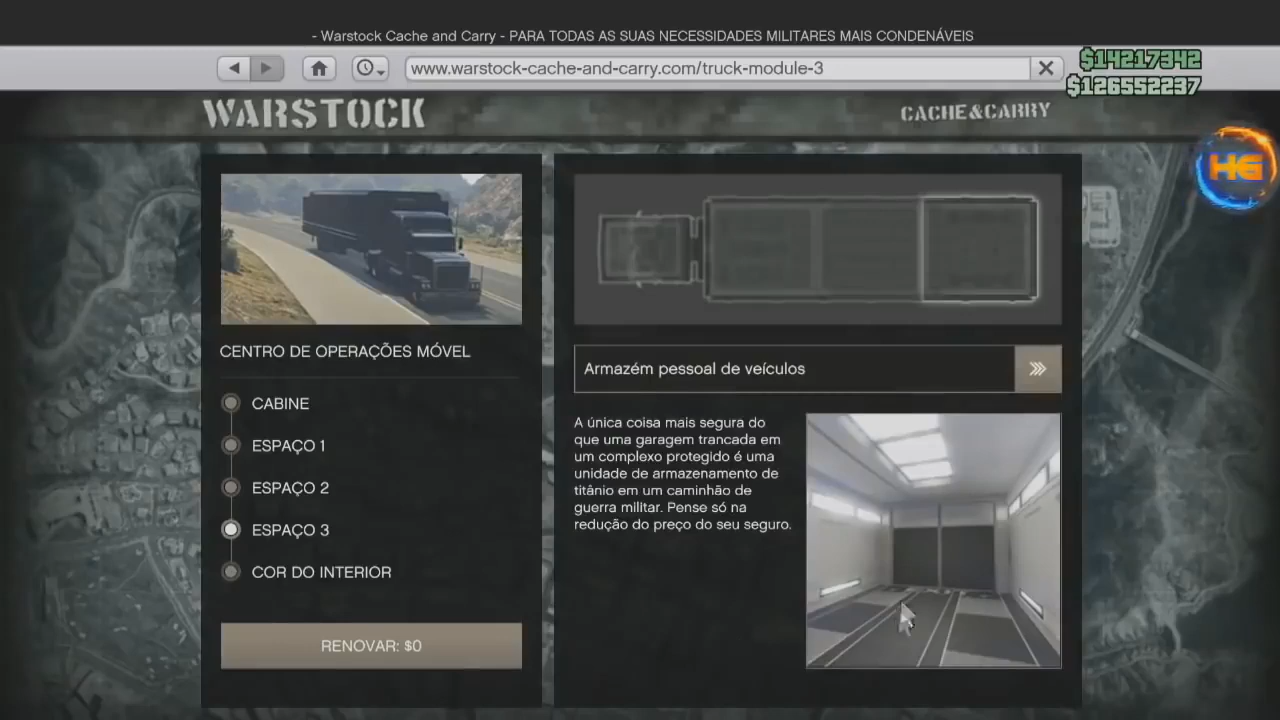 - Warstock Cache and Carry - PARA TODAS AS SUAS NECESSIDADES MILITARES MAIS CONDENÁVEIS
www.warstock-cache-and-carry.com/truck-module-3
$14217342
$126552237
WARSTOCK
CACHE&CARRY
HG
CENTRO DE OPERAÇÕES MÓVEL
CABINE
ESPAÇO 1
ESPAÇO 2
ESPAÇO 3
COR DO INTERIOR
RENOVAR: $0
Armazém pessoal de veículos
A única coisa mais segura do
que uma garagem trancada em
um complexo protegido é uma
unidade de armazenamento de
titânio em um caminhão de
guerra militar. Pense só na
redução do preço do seu seguro.